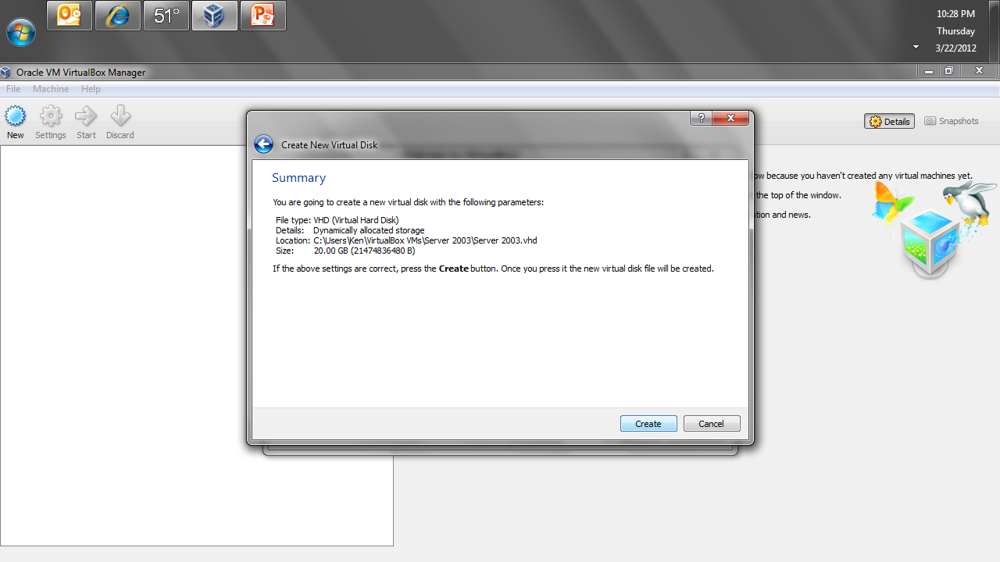 51°
10:28 PM
Thursday
3/22/2012
Oracle VM VirtualBox Manager
File Machine Help
New Settings Start Discard
Details Snapshots
Create New Virtual Disk
Summary
You are going to create a new virtual disk with the following parameters:
File type: VHD (Virtual Hard Disk)
Details: Dynamically allocated storage
Location: C:\Users\Ken\VirtualBox VMs\Server 2003\Server 2003.vhd
Size: 20.00 GB (21474836480 B)
If the above settings are correct, press the Create button. Once you press it the new virtual disk file will be created.
Create Cancel
because you haven't created any virtual machines yet.
the top of the window.
and news.